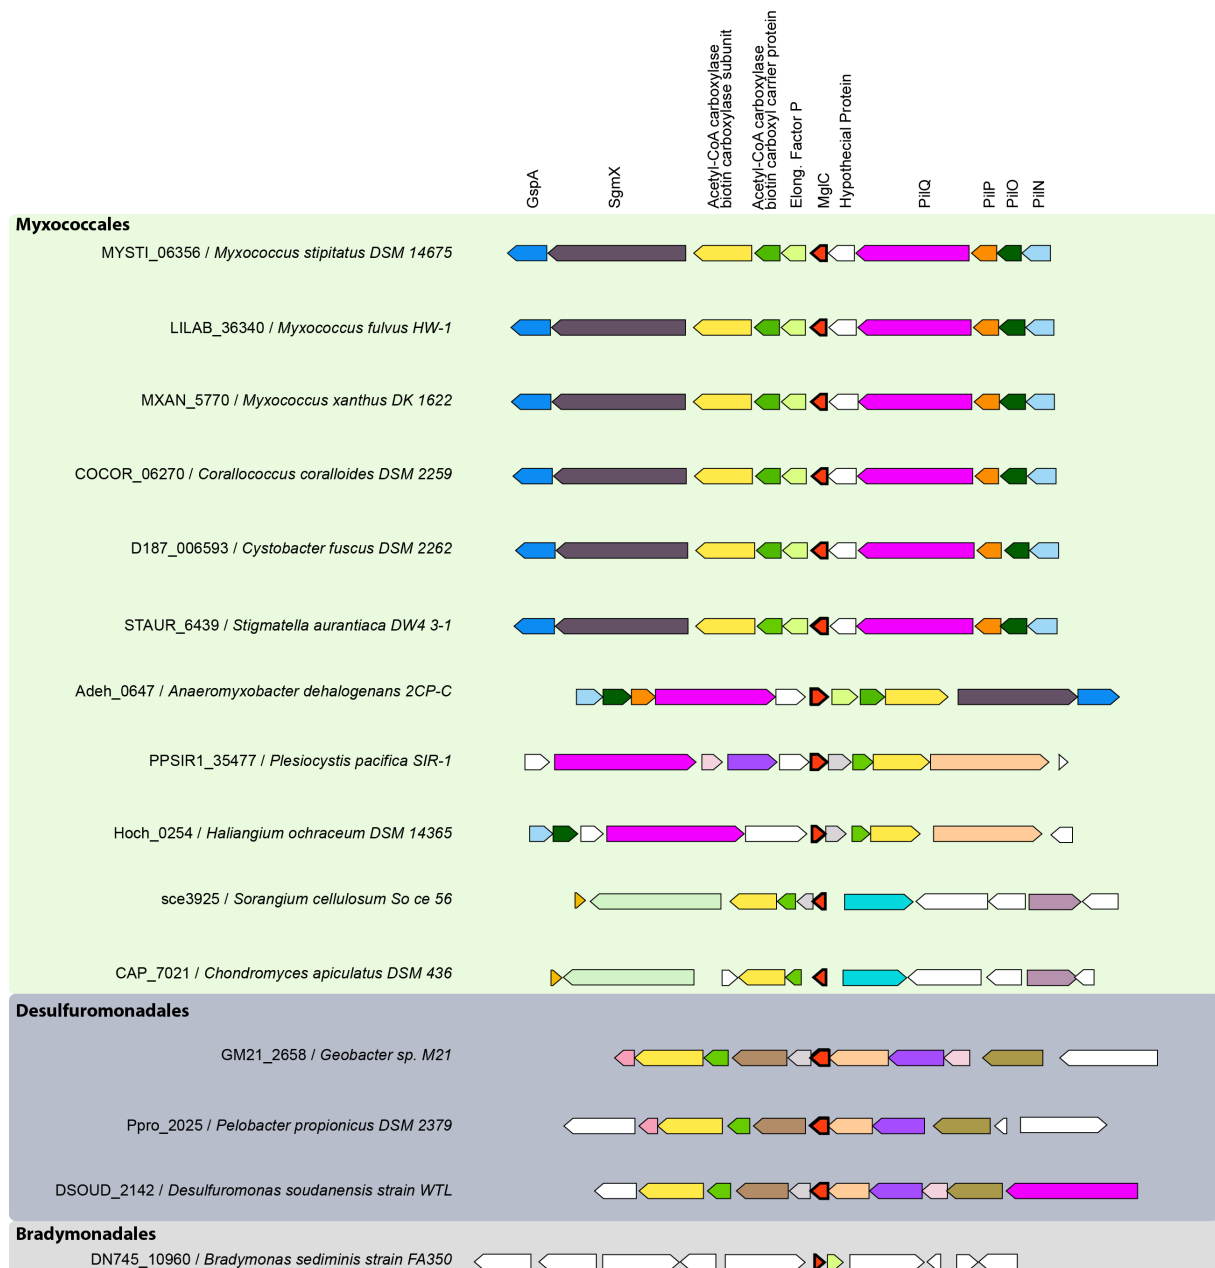 GspA
SgmX
Acetyl-CoA carboxylase
biotin carboxylase subunit
Acetyl-CoA carboxylase
biotin carboxyl carrier protein
Elong. Factor P
MglC
Hypothecial Protein
PilQ
PilP
PilO
PilN
Myxococcales
MYSTI_06356 / Myxococcus stipitatus DSM 14675
LILAB_36340 / Myxococcus fulvus HW-1
MXAN_5770 / Myxococcus xanthus DK 1622
COCOR_06270 / Corallococcus coralloides DSM 2259
D187_006593 / Cystobacter fuscus DSM 2262
STAUR_6439 / Stigmatella aurantiaca DW4 3-1
Adeh_0647 / Anaeromyxobacter dehalogenans 2CP-C
PPSIR1_35477 / Plesiocystis pacifica SIR-1
Hoch_0254 / Haliangium ochraceum DSM 14365
sce3925 / Sorangium cellulosum So ce 56
CAP_7021 / Chondromyces apiculatus DSM 436
Desulfuromonadales
GM21_2658 / Geobacter sp. M21
Ppro_2025 / Pelobacter propionicus DSM 2379
DSOUD_2142 / Desulfuromonas soudanensis strain WTL
Bradymonadales
DN745_10960 / Bradymonas sediminis strain FA350